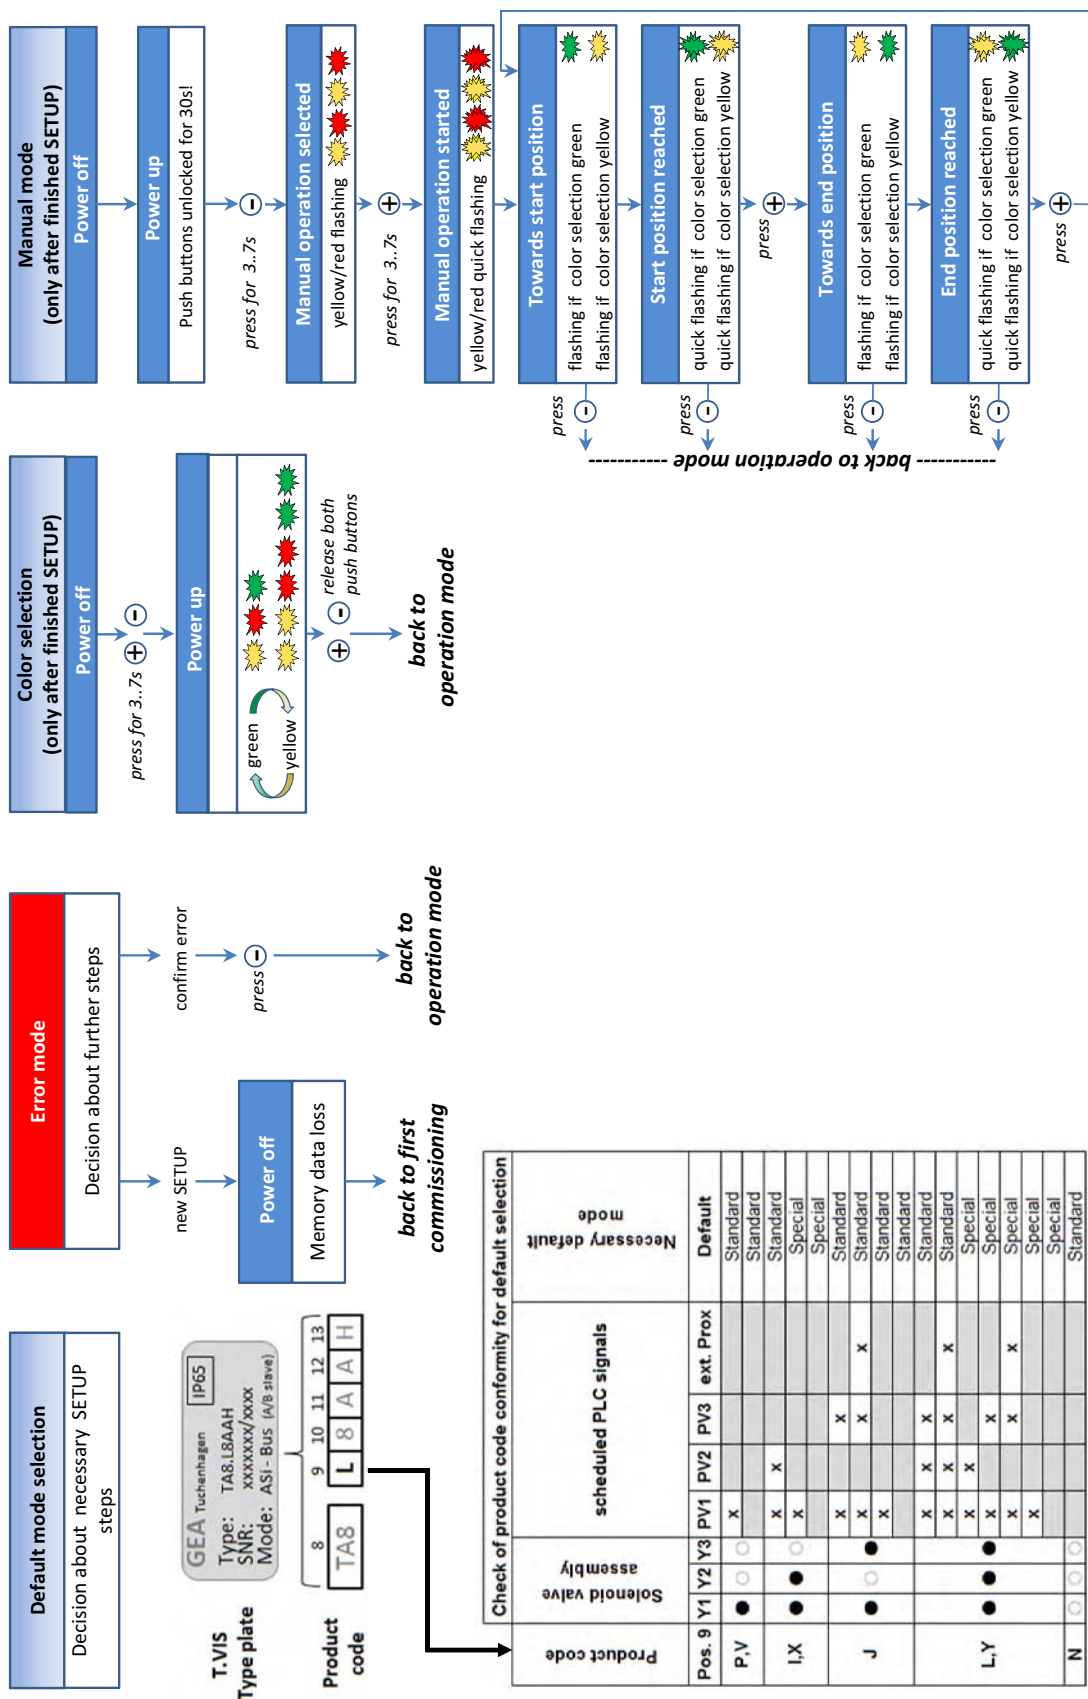 Default mode selection
Decision about necessary SETUP
steps
T.VIS
Type plate
GEA Tuchenhagen
IP65
Type: TA8.L8AAH
SNR: xxxxxxx/xxxx
Mode: ASi - Bus (A/B slave)
Product
code
8 9 10 11 12 13
TA8 L 8 A A H
Error mode
Decision about further steps
new SETUP
confirm error
Power off
Memory data loss
press -
back to first
commissioning
back to
operation mode
Color selection
(only after finished SETUP)
Power off
press for 3..7s + -
Power up
green
yellow
+ - release both
push buttons
back to
operation mode
Manual mode
(only after finished SETUP)
Power off
Power up
Push buttons unlocked for 30s!
press for 3..7s -
Manual operation selected
yellow/red flashing
press for 3..7s +
Manual operation started
yellow/red quick flashing
Towards start position
flashing if color selection green
flashing if color selection yellow
press -
Start position reached
quick flashing if color selection green
quick flashing if color selection yellow
press -
press +
Towards end position
flashing if color selection green
flashing if color selection yellow
press -
End position reached
quick flashing if color selection green
quick flashing if color selection yellow
press -
press +
----------- back to operation mode -----------
Check of product code conformity for default selection
Product code
Solenoid valve
assembly
scheduled PLC signals
Necessary default
mode
Pos. 9 Y1 Y2 Y3 PV1 PV2 PV3 ext. Prox Default
P,V x Standard
Standard
x x Standard
I,X x Special
Special
x x Standard
J x x x Standard
x Standard
Standard
x x x Standard
x x x x Standard
x x Special
L,Y x x Special
x x x Special
x Special
Special
N Standard